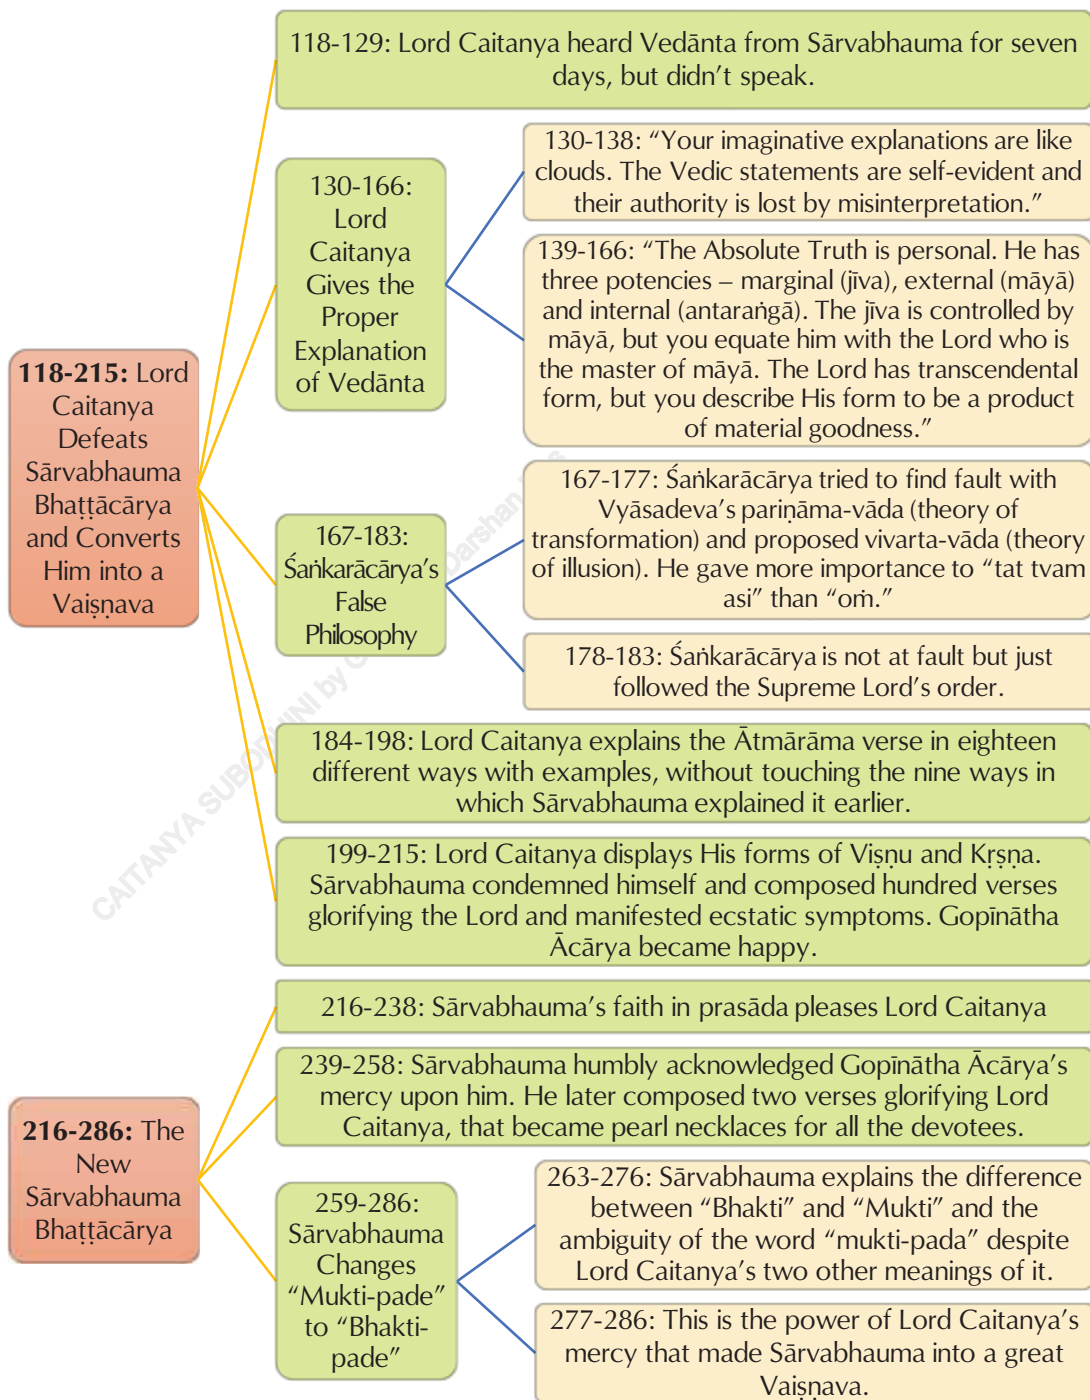 118-129: Lord Caitanya heard Vedānta from Sārvabhauma for seven
days, but didn’t speak.
118-215: Lord
Caitanya
Defeats
Sārvabhauma
Bhaṭṭācārya
and Converts
Him into a
Vaiṣṇava
130-166:
Lord
Caitanya
Gives the
Proper
Explanation
of Vedānta
130-138: “Your imaginative explanations are like
clouds. The Vedic statements are self-evident and
their authority is lost by misinterpretation.”
139-166: “The Absolute Truth is personal. He has
three potencies – marginal (jīva), external (māyā)
and internal (antaraṅgā). The jīva is controlled by
māyā, but you equate him with the Lord who is
the master of māyā. The Lord has transcendental
form, but you describe His form to be a product
of material goodness.”
167-183:
Śaṅkarācārya’s
False
Philosophy
167-177: Śaṅkarācārya tried to find fault with
Vyāsadeva’s pariṇāma-vāda (theory of
transformation) and proposed vivarta-vāda (theory
of illusion). He gave more importance to “tat tvam
asi” than “oṁ.”
178-183: Śaṅkarācārya is not at fault but just
followed the Supreme Lord’s order.
184-198: Lord Caitanya explains the Ātmārāma verse in eighteen
different ways with examples, without touching the nine ways in
which Sārvabhauma explained it earlier.
199-215: Lord Caitanya displays His forms of Viṣṇu and Kṛṣṇa.
Sārvabhauma condemned himself and composed hundred verses
glorifying the Lord and manifested ecstatic symptoms. Gopīnātha
Ācārya became happy.
216-286: The
New
Sārvabhauma
Bhaṭṭācārya
216-238: Sārvabhauma’s faith in prasāda pleases Lord Caitanya
239-258: Sārvabhauma humbly acknowledged Gopīnātha Ācārya’s
mercy upon him. He later composed two verses glorifying Lord
Caitanya, that became pearl necklaces for all the devotees.
259-286:
Sārvabhauma
Changes
“Mukti-pade”
to “Bhakti-
pade”
263-276: Sārvabhauma explains the difference
between “Bhakti” and “Mukti” and the
ambiguity of the word “mukti-pada” despite
Lord Caitanya’s two other meanings of it.
277-286: This is the power of Lord Caitanya’s
mercy that made Sārvabhauma into a great
Vaiṣṇava.
CAITANYA SUBODHINI by Darshan